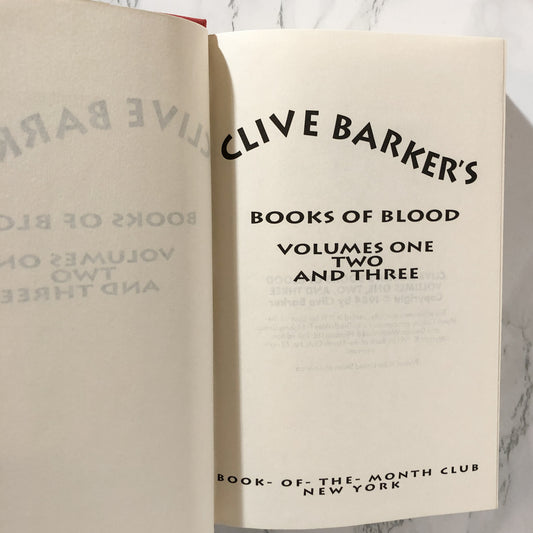 CLIVE BARKER'S
BOOKS OF BLOOD
VOLUMES ONE
TWO
AND THREE
BOOK- OF- THE- MONTH CLUB
NEW YORK